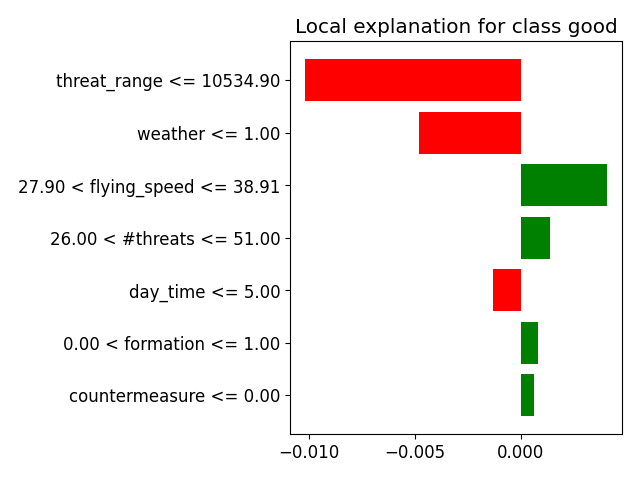 Local explanation for class good
threat_range <= 10534.90
weather <= 1.00
27.90 < flying_speed <= 38.91
26.00 < #threats <= 51.00
day_time <= 5.00
0.00 < formation <= 1.00
countermeasure <= 0.00
−0.010 −0.005 0.000